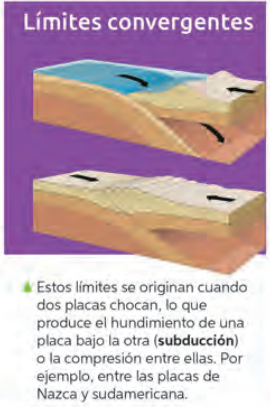 Límites convergentes
Estos límites se originan cuando
dos placas chocan, lo que
produce el hundimiento de una
placa bajo la otra (subducción)
o la compresión entre ellas. Por
ejemplo, entre las placas de
Nazca y sudamericana.